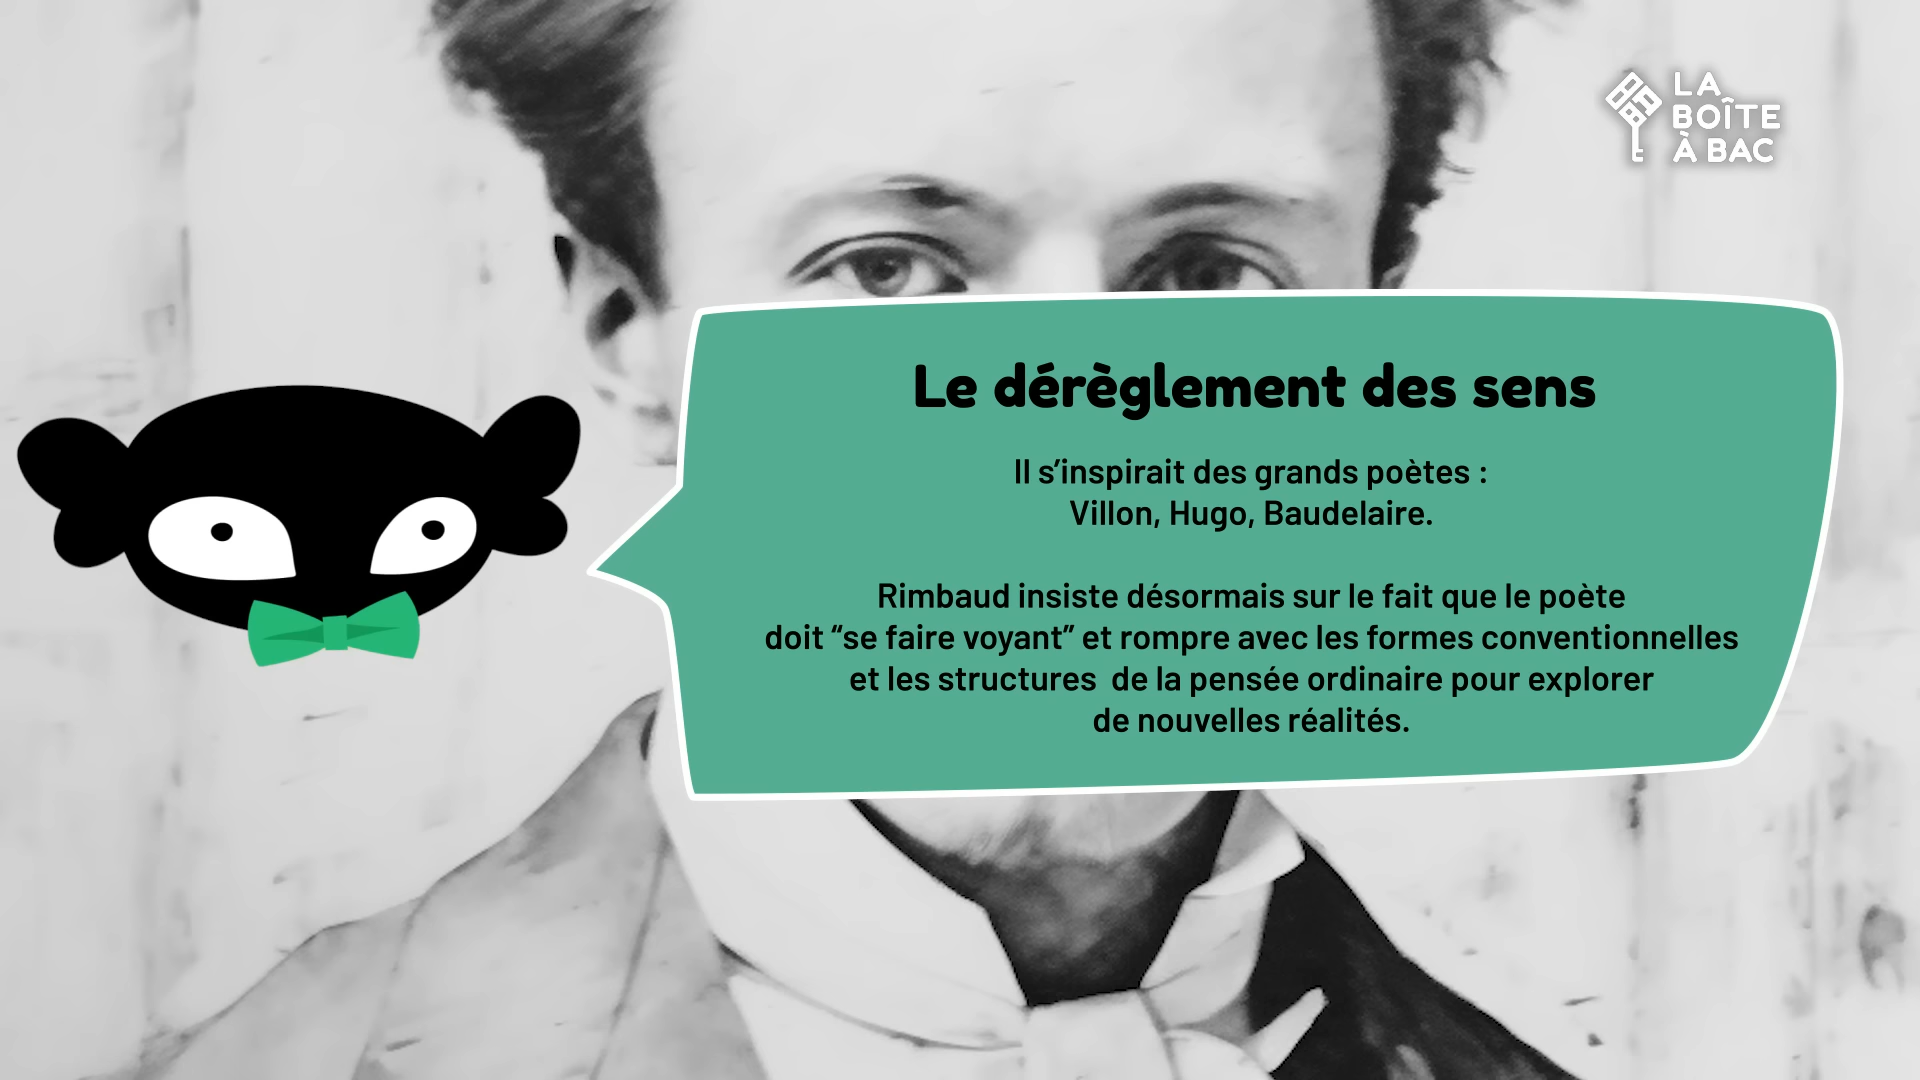 LA
BOÎTE
À BAC
Le dérèglement des sens
Il s’inspirait des grands poètes :
Villon, Hugo, Baudelaire.
Rimbaud insiste désormais sur le fait que le poète
doit “se faire voyant” et rompre avec les formes conventionnelles
et les structures  de la pensée ordinaire pour explorer
de nouvelles réalités.